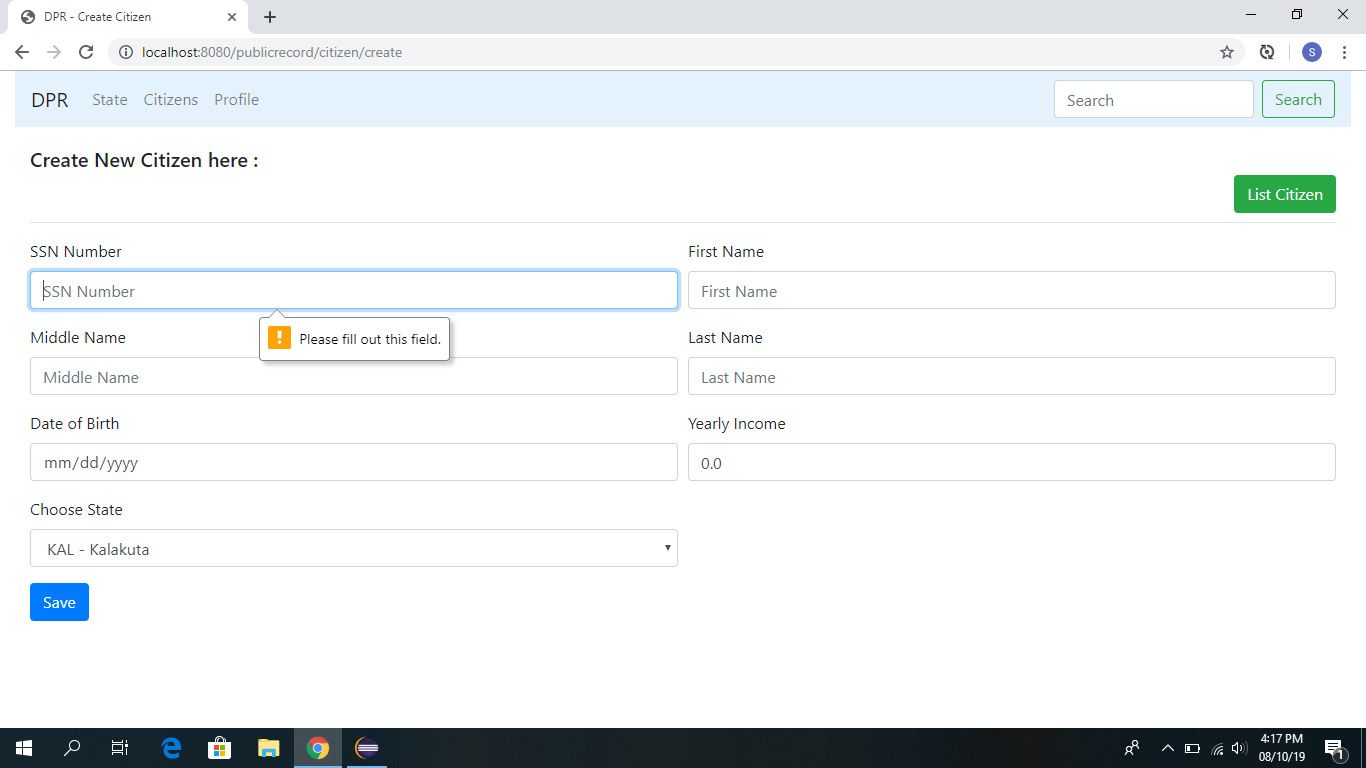 DPR - Create Citizen
localhost:8080/publicrecord/citizen/create
S
DPR State Citizens Profile Search Search
Create New Citizen here :
List Citizen
SSN Number First Name
SSN Number First Name
Please fill out this field.
Middle Name Last Name
Middle Name Last Name
Date of Birth Yearly Income
mm/dd/yyyy 0.0
Choose State
KAL - Kalakuta
Save
4:17 PM
08/10/19
1